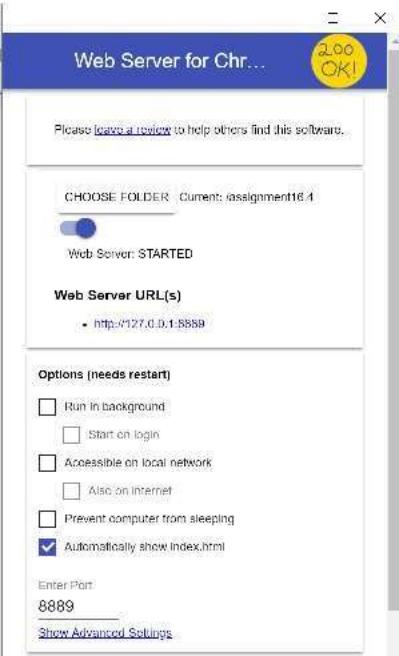 Web Server for Chr...
200
OK!
Please leave a review to help others find this software.
CHOOSE FOLDER Current: /assignment16.4
Web Server: STARTED
Web Server URL(s)
http://127.0.0.1:8889
Options (needs restart)
Run in background
Start on login
Accessible on local network
Also on internet
Prevent computer from sleeping
Automatically show index.html
Enter Port
8889
Show Advanced Settings